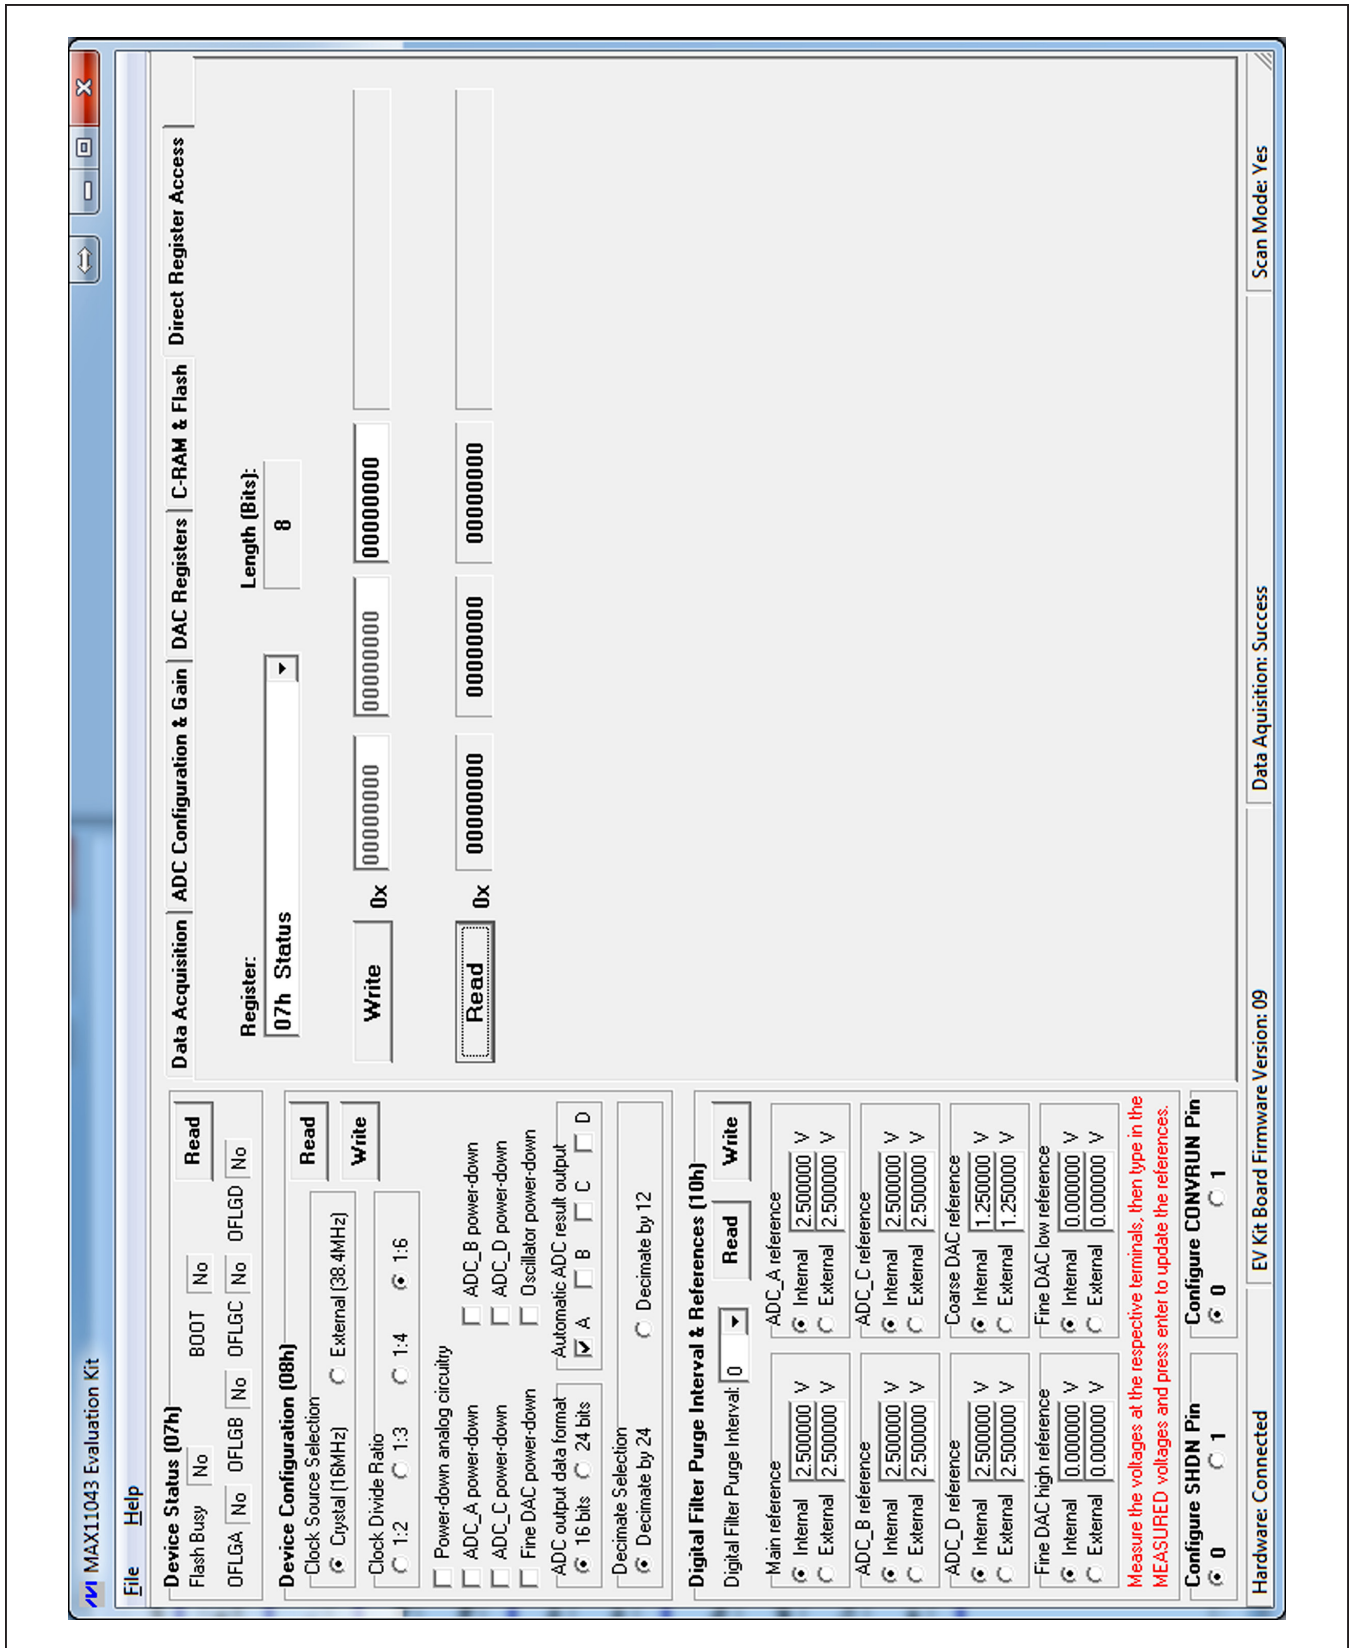 MAX11043 Evaluation Kit
File Help
Device Status (07h)
Flash Busy No BOOT No Read
OFLGA No OFLGB No OFLGC No OFLGD No
Device Configuration (08h)
Clock Source Selection
Crystal (16MHz) External (38.4MHz) Read
Clock Divide Ratio Write
1:2 1:3 1:4 1:6
Power-down analog circuitry
ADC_A power-down ADC_B power-down
ADC_C power-down ADC_D power-down
Fine DAC power-down Oscillator power-down
ADC output data format Automatic ADC result output
16 bits 24 bits A B C D
Decimate Selection
Decimate by 24 Decimate by 12
Digital Filter Purge Interval & References (10h)
Digital Filter Purge Interval: 0 Read Write
Main reference ADC_A reference
Internal 2.500000 V Internal 2.500000 V
External 2.500000 V External 2.500000 V
ADC_B reference ADC_C reference
Internal 2.500000 V Internal 2.500000 V
External 2.500000 V External 2.500000 V
ADC_D reference Coarse DAC reference
Internal 2.500000 V Internal 1.250000 V
External 2.500000 V External 1.250000 V
Fine DAC high reference Fine DAC low reference
Internal 0.000000 V Internal 0.000000 V
External 0.000000 V External 0.000000 V
Measure the voltages at the respective terminals, then type in the
MEASURED voltages and press enter to update the references.
Configure SHDN Pin Configure CONVRUN Pin
0 1 0 1
Data Acquisition ADC Configuration & Gain DAC Registers C-RAM & Flash Direct Register Access
Register: Length (Bits):
07h Status 8
Write 0x 00000000 00000000 00000000
Read 0x 00000000 00000000 00000000
Hardware: Connected EV Kit Board Firmware Version: 09 Data Aquisition: Success Scan Mode: Yes